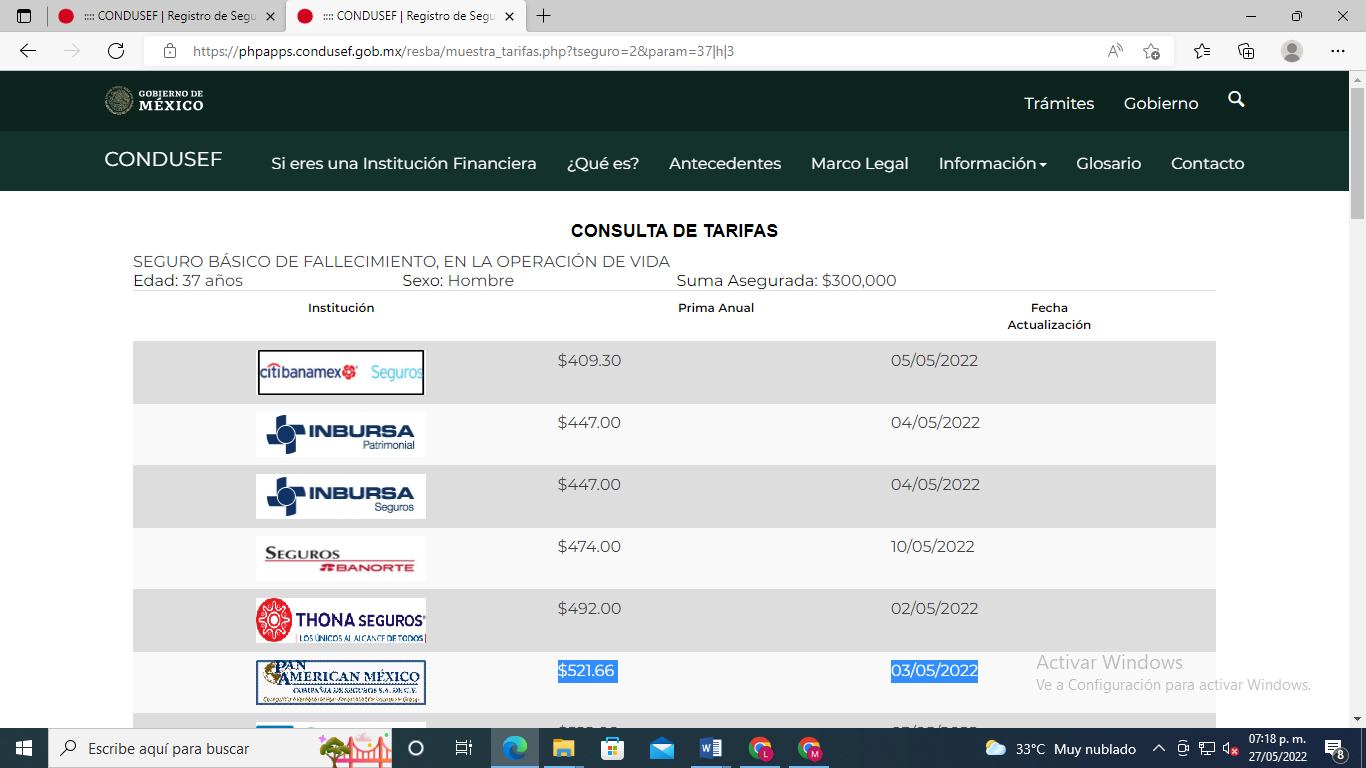 :::: CONDUSEF | Registro de Segu
:::: CONDUSEF | Registro de Segu
https://phpapps.condusef.gob.mx/resba/muestra_tarifas.php?tseguro=2&param=37|h|3
GOBIERNO DE
MÉXICO
Trámites Gobierno
CONDUSEF Si eres una Institución Financiera ¿Qué es? Antecedentes Marco Legal Información Glosario Contacto
CONSULTA DE TARIFAS
SEGURO BÁSICO DE FALLECIMIENTO, EN LA OPERACIÓN DE VIDA
Edad: 37 años Sexo: Hombre Suma Asegurada: $300,000
Institución Prima Anual Fecha
Actualización
citibanamex Seguros $409.30 05/05/2022
INBURSA $447.00 04/05/2022
Patrimonial
INBURSA $447.00 04/05/2022
Seguros
SEGUROS $474.00 10/05/2022
BANORTE
THONA SEGUROS $492.00 02/05/2022
LOS ÚNICOS AL ALCANCE DE TODOS
PAN
AMERICAN MÉXICO $521.66 03/05/2022
COMPAÑÍA DE SEGUROS S.A. DE C.V.
Activar Windows
Ve a Configuración para activar Windows.
Escribe aquí para buscar
33°C Muy nublado
07:18 p. m.
27/05/2022
8